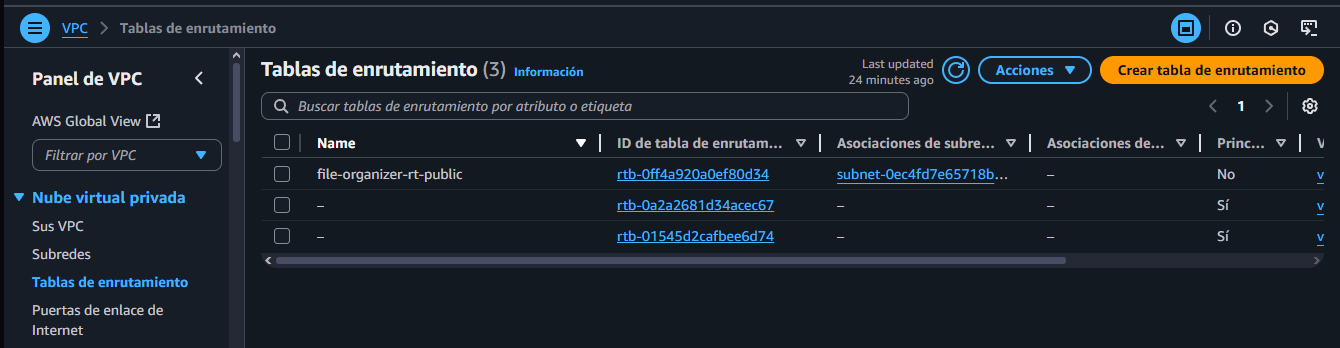 VPC > Tablas de enrutamiento
Panel de VPC
AWS Global View
Filtrar por VPC
Nube virtual privada
Sus VPC
Subredes
Tablas de enrutamiento
Puertas de enlace de
Internet
Tablas de enrutamiento (3) Información
Last updated
24 minutes ago
Acciones
Crear tabla de enrutamiento
Buscar tablas de enrutamiento por atributo o etiqueta
1
Name ID de tabla de enrutam... Asociaciones de subre... Asociaciones de... Princ... V
file-organizer-rt-public rtb-0ff4a920a0ef80d34 subnet-0ec4fd7e65718b... – No v
– rtb-0a2a2681d34acec67 – – Sí v
– rtb-01545d2cafbee6d74 – – Sí v